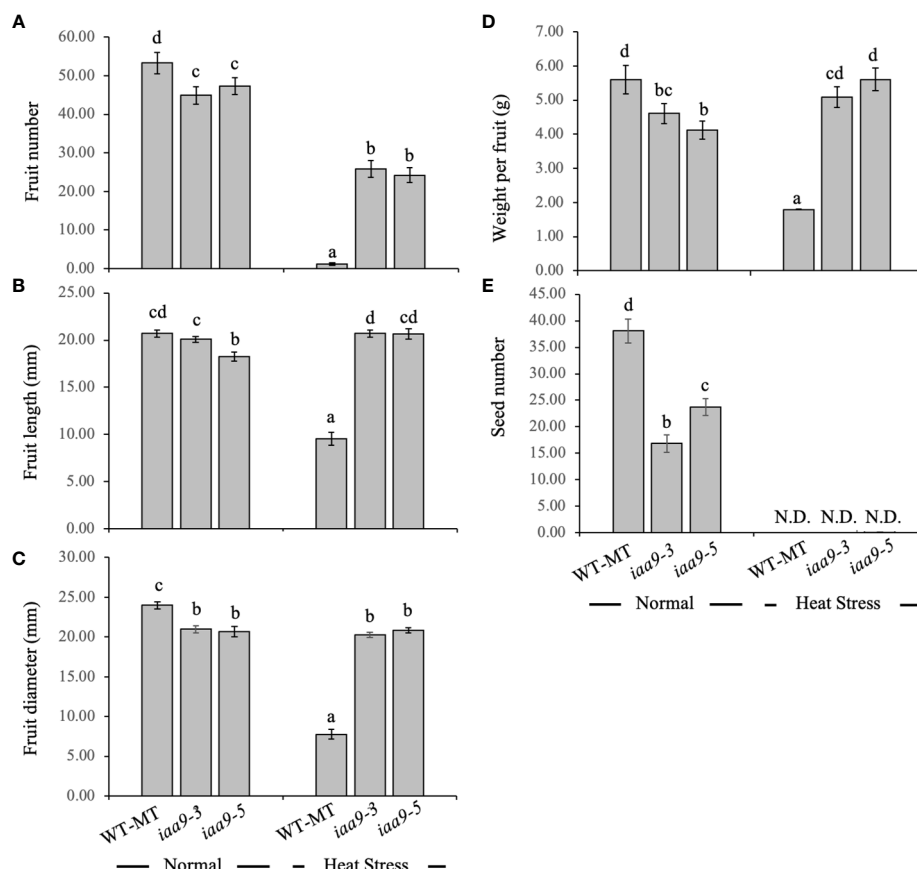 A
Fruit number
60.00
50.00
40.00
30.00
20.00
10.00
0.00
d
c
c
a
b
b
B
Fruit length (mm)
25.00
20.00
15.00
10.00
5.00
0.00
cd
c
b
a
d
cd
C
Fruit diameter (mm)
30.00
25.00
20.00
15.00
10.00
5.00
0.00
c
b
b
a
b
b
WT-MT
iaa9-3
iaa9-5
WT-MT
iaa9-3
iaa9-5
Normal
Heat Stress
D
Weight per fruit (g)
7.00
6.00
5.00
4.00
3.00
2.00
1.00
0.00
d
bc
b
a
cd
d
E
Seed number
45.00
40.00
35.00
30.00
25.00
20.00
15.00
10.00
5.00
0.00
d
b
c
N.D. N.D. N.D.
WT-MT
iaa9-3
iaa9-5
WT-MT
iaa9-3
iaa9-5
Normal
Heat Stress